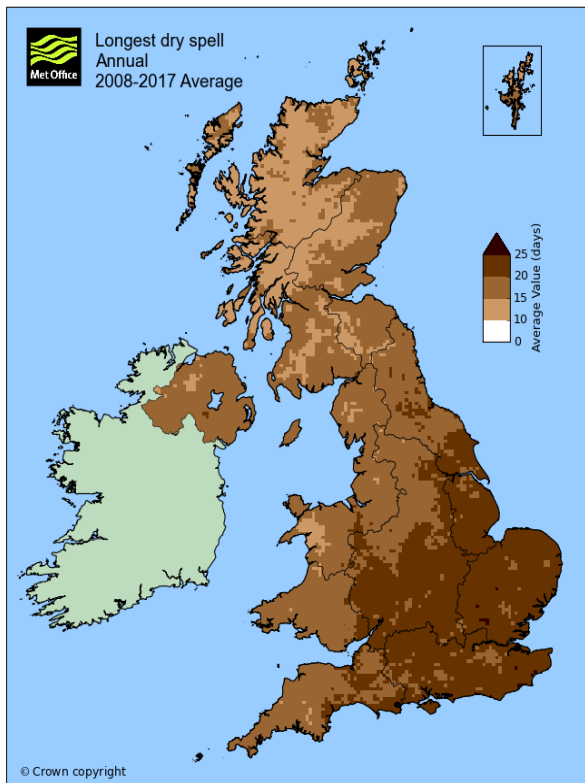 Met Office
Longest dry spell
Annual
2008-2017 Average
25
20
15
10
0
Average Value (days)
© Crown copyright